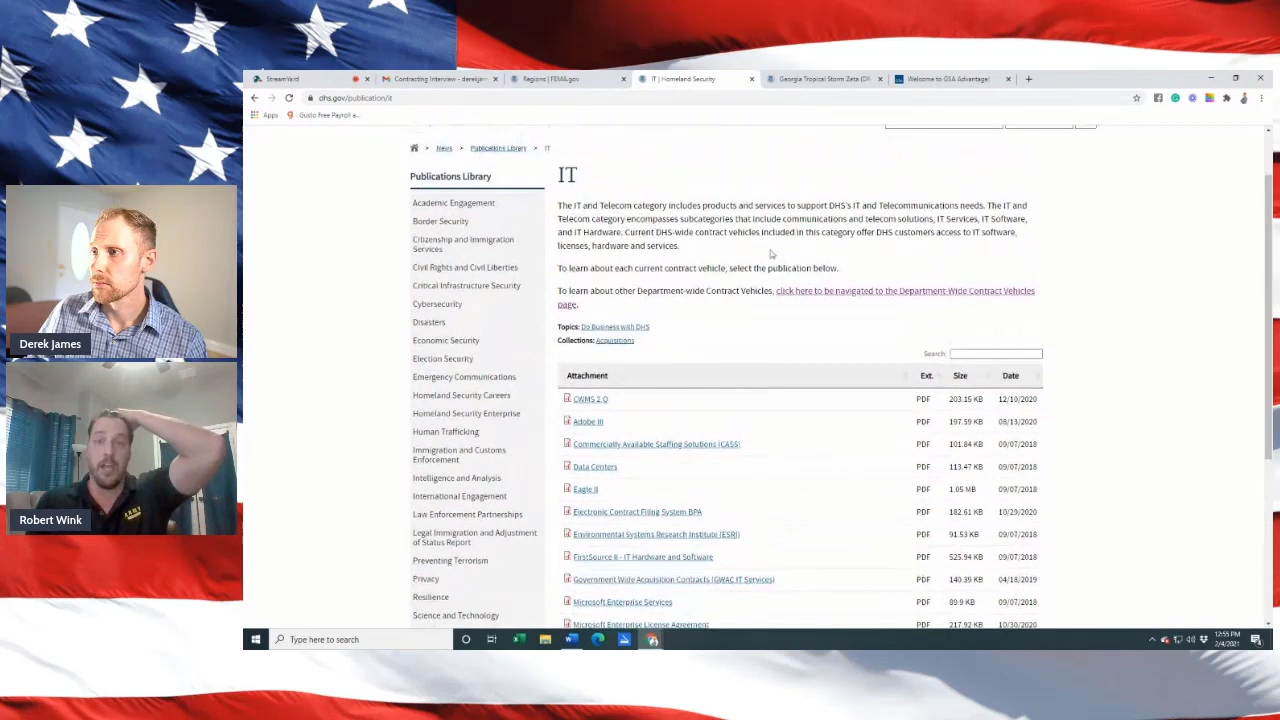 StreamYard
Contracting Interview - derekjam
Regions | FEMA.gov
IT | Homeland Security
Georgia Tropical Storm Zeta (DR
Welcome to GSA Advantage!
dhs.gov/publication/it
Apps
Gusto Free Payroll a...
News > Publications Library > IT
Publications Library
Academic Engagement
Border Security
Citizenship and Immigration
Services
Civil Rights and Civil Liberties
Critical Infrastructure Security
Cybersecurity
Disasters
Economic Security
Election Security
Emergency Communications
Homeland Security Careers
Homeland Security Enterprise
Human Trafficking
Immigration and Customs
Enforcement
Intelligence and Analysis
International Engagement
Law Enforcement Partnerships
Legal Immigration and Adjustment
of Status Report
Preventing Terrorism
Privacy
Resilience
Science and Technology
IT
The IT and Telecom category includes products and services to support DHS's IT and Telecommunications needs. The IT and
Telecom category encompasses subcategories that include communications and telecom solutions, IT Services, IT Software,
and IT Hardware. Current DHS-wide contract vehicles included in this category offer DHS customers access to IT software,
licenses, hardware and services.
To learn about each current contract vehicle, select the publication below.
To learn about other Department-wide Contract Vehicles, click here to be navigated to the Department-Wide Contract Vehicles
page.
Topics: Do Business with DHS
Collections: Acquisitions
Search:
Attachment Ext. Size Date
CWMS 2.0 PDF 203.15 KB 12/10/2020
Adobe III PDF 197.59 KB 08/13/2020
Commercially Available Staffing Solutions (CASS) PDF 101.84 KB 09/07/2018
Data Centers PDF 113.47 KB 09/07/2018
Eagle II PDF 1.05 MB 09/07/2018
Electronic Contract Filing System BPA PDF 182.61 KB 10/29/2020
Environmental Systems Research Institute (ESRI) PDF 91.53 KB 09/07/2018
FirstSource II - IT Hardware and Software PDF 525.94 KB 09/07/2018
Government Wide Acquisition Contracts (GWAC IT Services) PDF 140.39 KB 04/18/2019
Microsoft Enterprise Services PDF 89.9 KB 09/07/2018
Microsoft Enterprise License Agreement PDF 217.92 KB 10/30/2020
Derek James
ARMY
Robert Wink
Type here to search
12:55 PM
2/4/2021